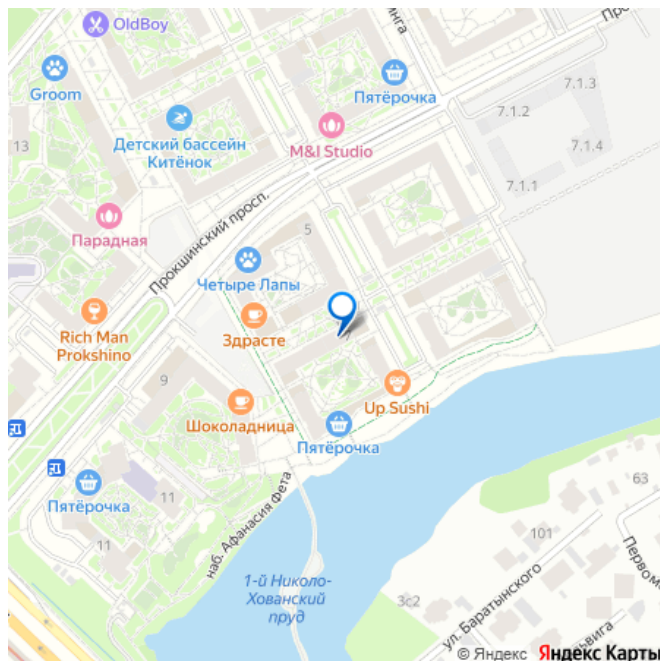 OldBoy
Groom
Пятёрочка
7.1.3
7.1.2
7.1.4
13
Детский бассейн
Китёнок
M&I Studio
7.1.1
Парадная
Прокшинский просп.
5
Четыре Лапы
Rich Man
Prokshino
Здрасте
9
Up Sushi
Шоколадница
Пятёрочка
Пятёрочка
11
11
наб. Афанасия Фета
63
101
1-й Николо-
Хованский
пруд
3с2
ул. Баратынского
© Яндекс Яндекс Карты